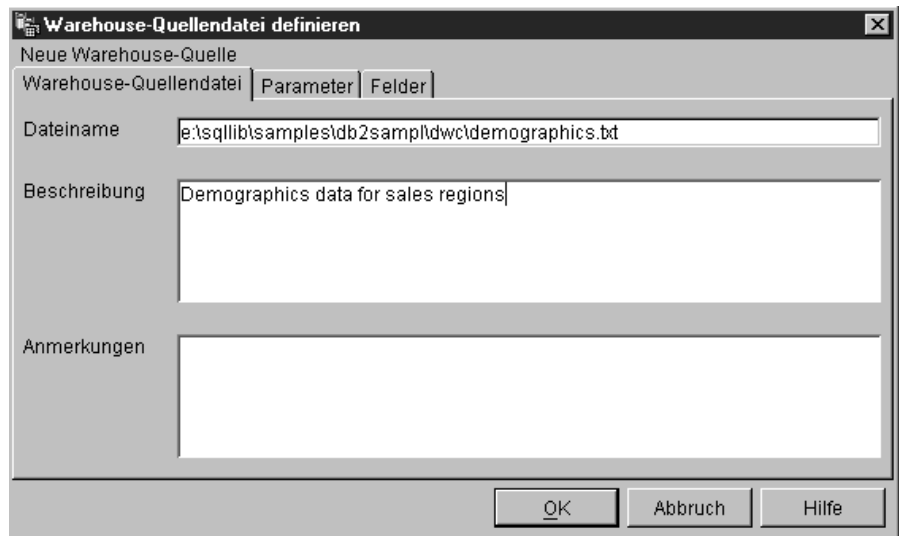 Warehouse-Quellendatei definieren
Neue Warehouse-Quelle
Warehouse-Quellendatei Parameter Felder
Dateiname e:\sqllib\samples\db2sampl\dwc\demographics.txt
Beschreibung Demographics data for sales regions
Anmerkungen
OK Abbruch Hilfe